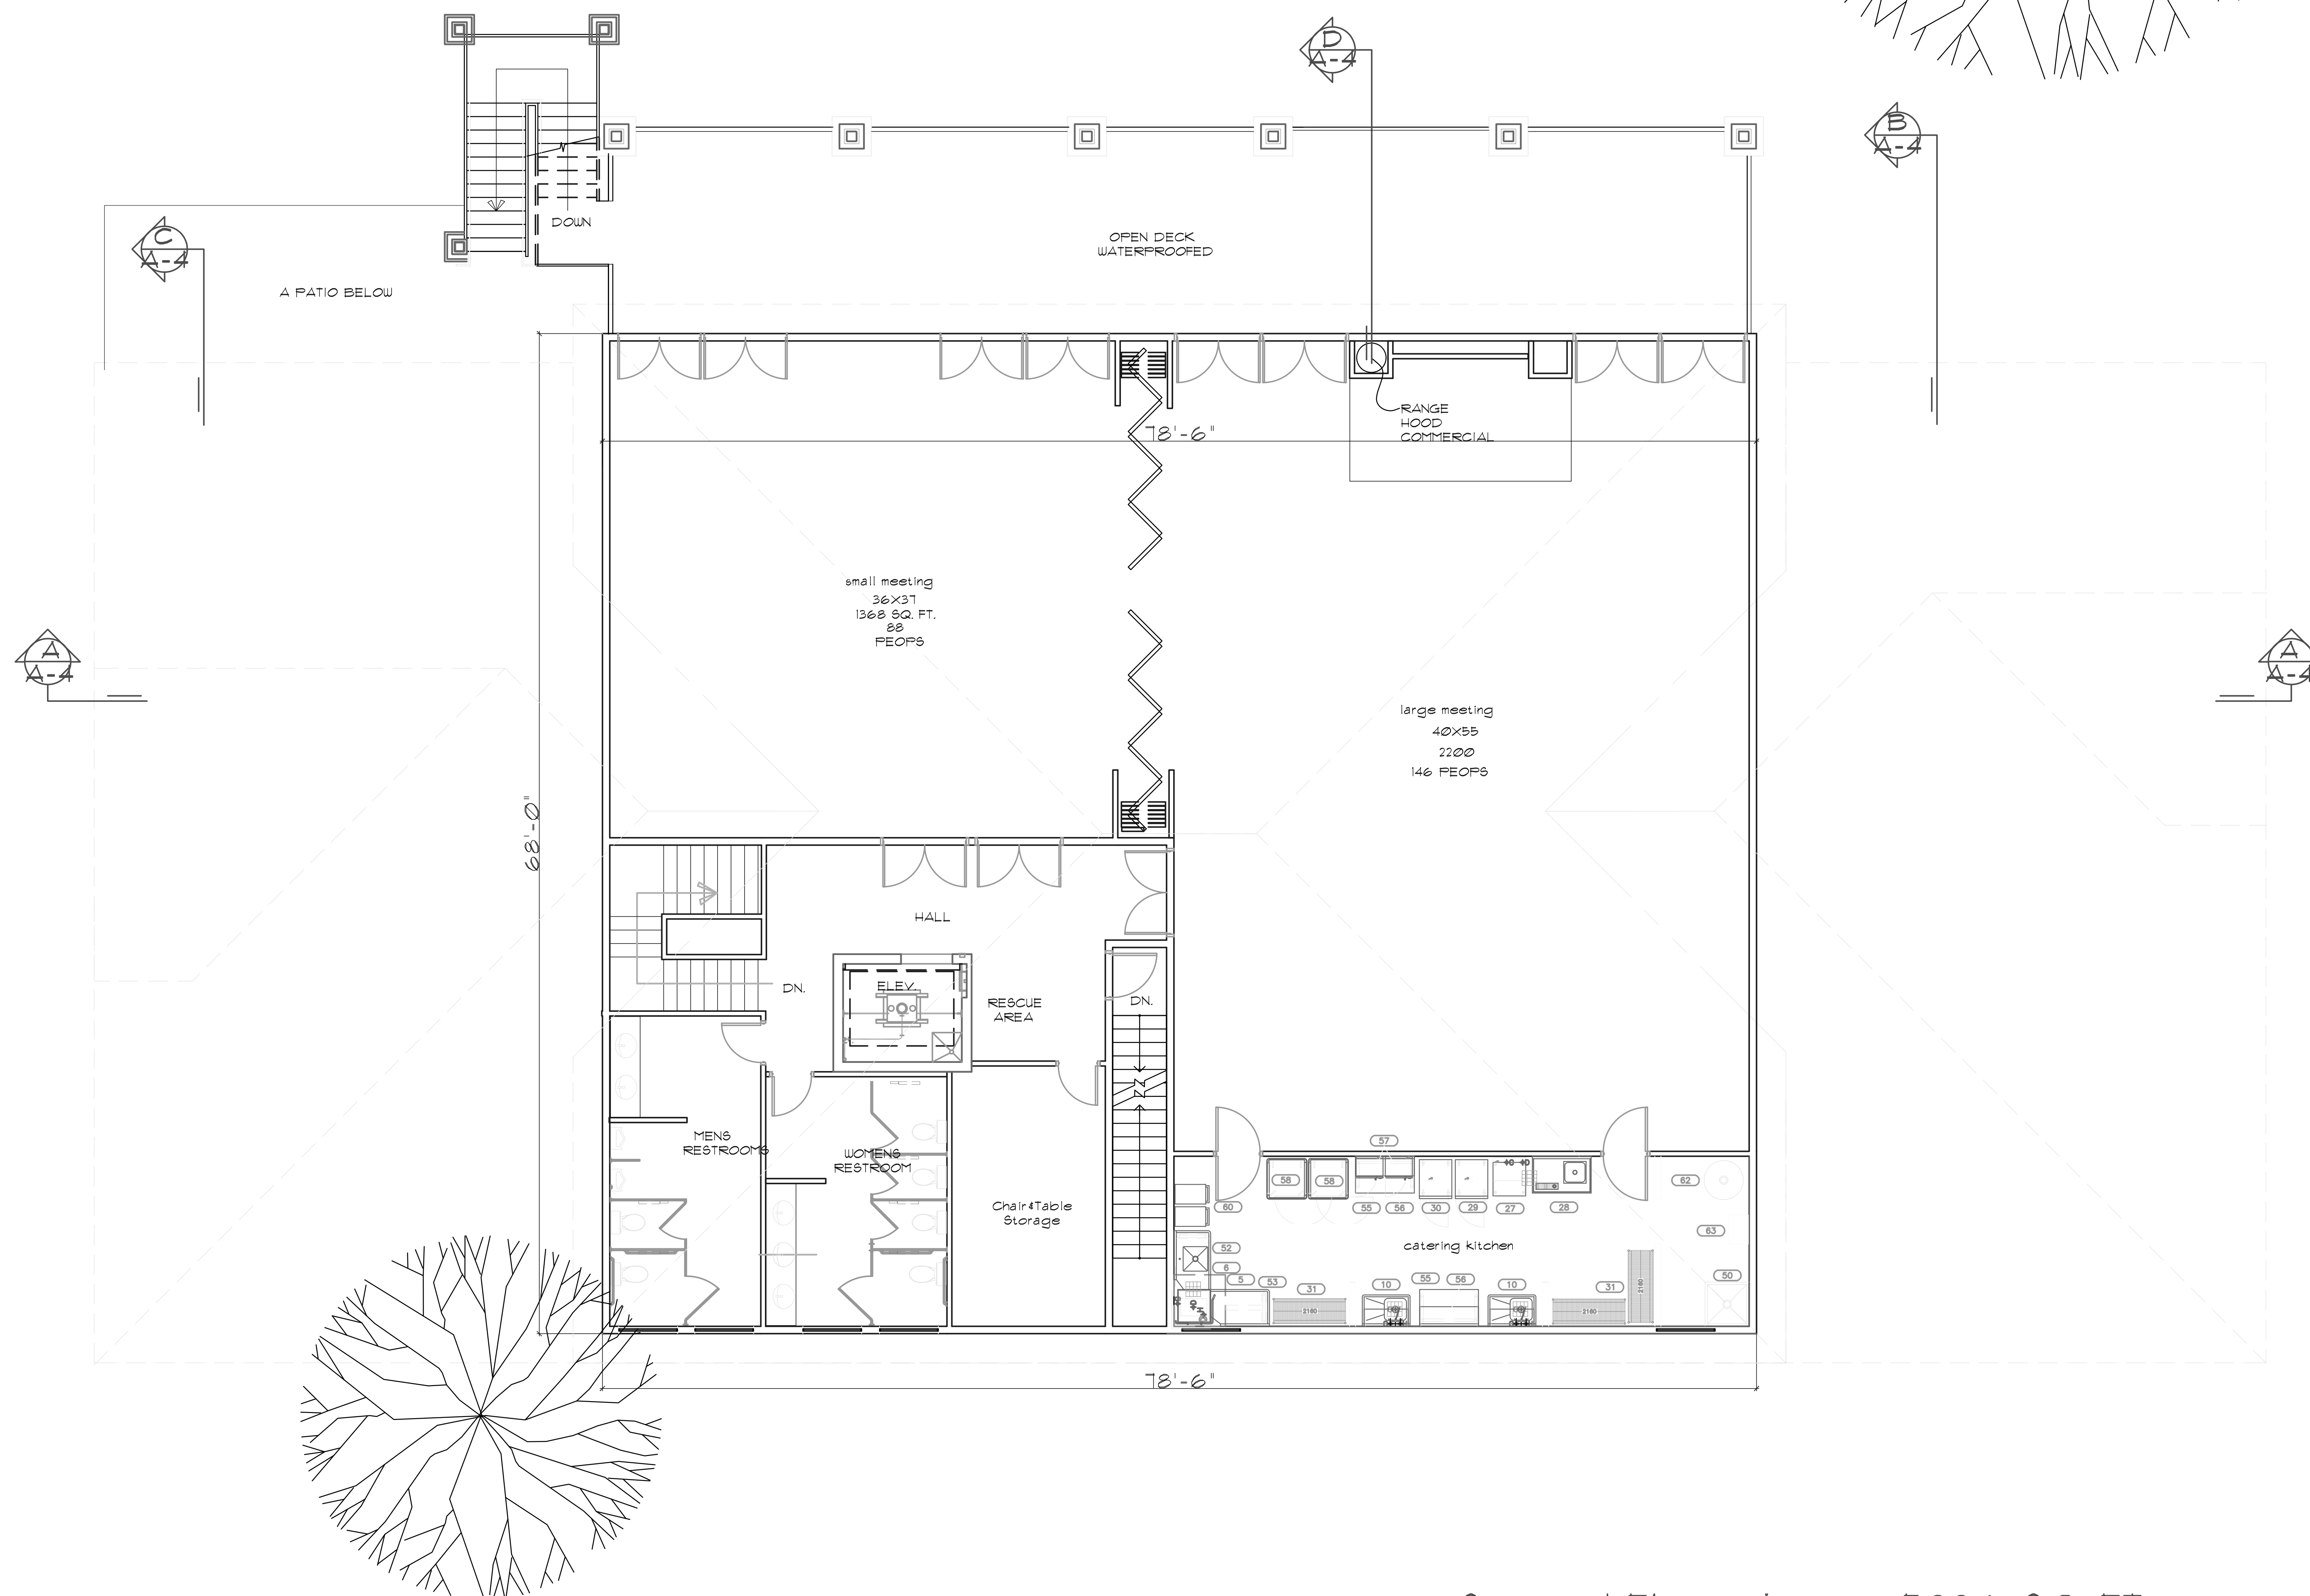 D
A-4
B
A-4
C
A-4
DOWN
OPEN DECK
WATERPROOFED
A PATIO BELOW
RANGE
HOOD
COMMERCIAL
78'-6"
small meeting
36X37
1368 SQ. FT.
88
PEOPS
A
A-4
A
A-4
large meeting
40X55
2200
146 PEOPS
68'-0"
HALL
DN.
ELEV.
RESCUE
AREA
DN.
MENS
RESTROOMS
WOMENS
RESTROOM
Chair&Table
Storage
57
58
58
62
60
55
56
30
29
27
28
63
catering kitchen
52
6
5
53
31
10
55
56
10
31
50
2160
2160
2160
78'-6"